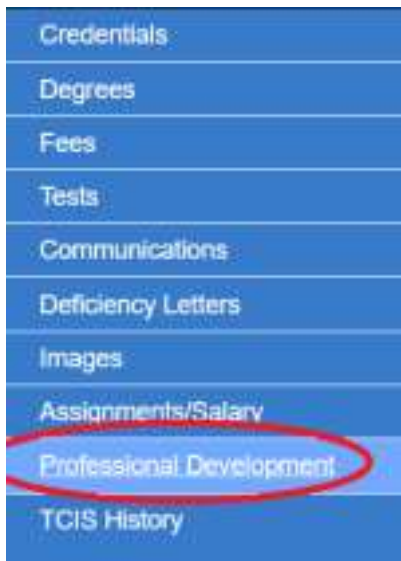 Credentials
Degrees
Fees
Tests
Communications
Deficiency Letters
Images
Assignments/Salary
Professional Development
TCIS History